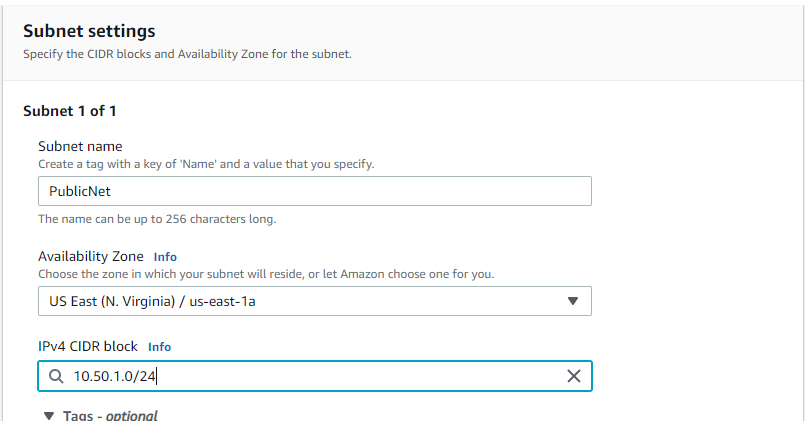 Subnet settings
Specify the CIDR blocks and Availability Zone for the subnet.
Subnet 1 of 1
Subnet name
Create a tag with a key of 'Name' and a value that you specify.
PublicNet
The name can be up to 256 characters long.
Availability Zone Info
Choose the zone in which your subnet will reside, or let Amazon choose one for you.
US East (N. Virginia) / us-east-1a
IPv4 CIDR block Info
10.50.1.0/24
Tags - optional